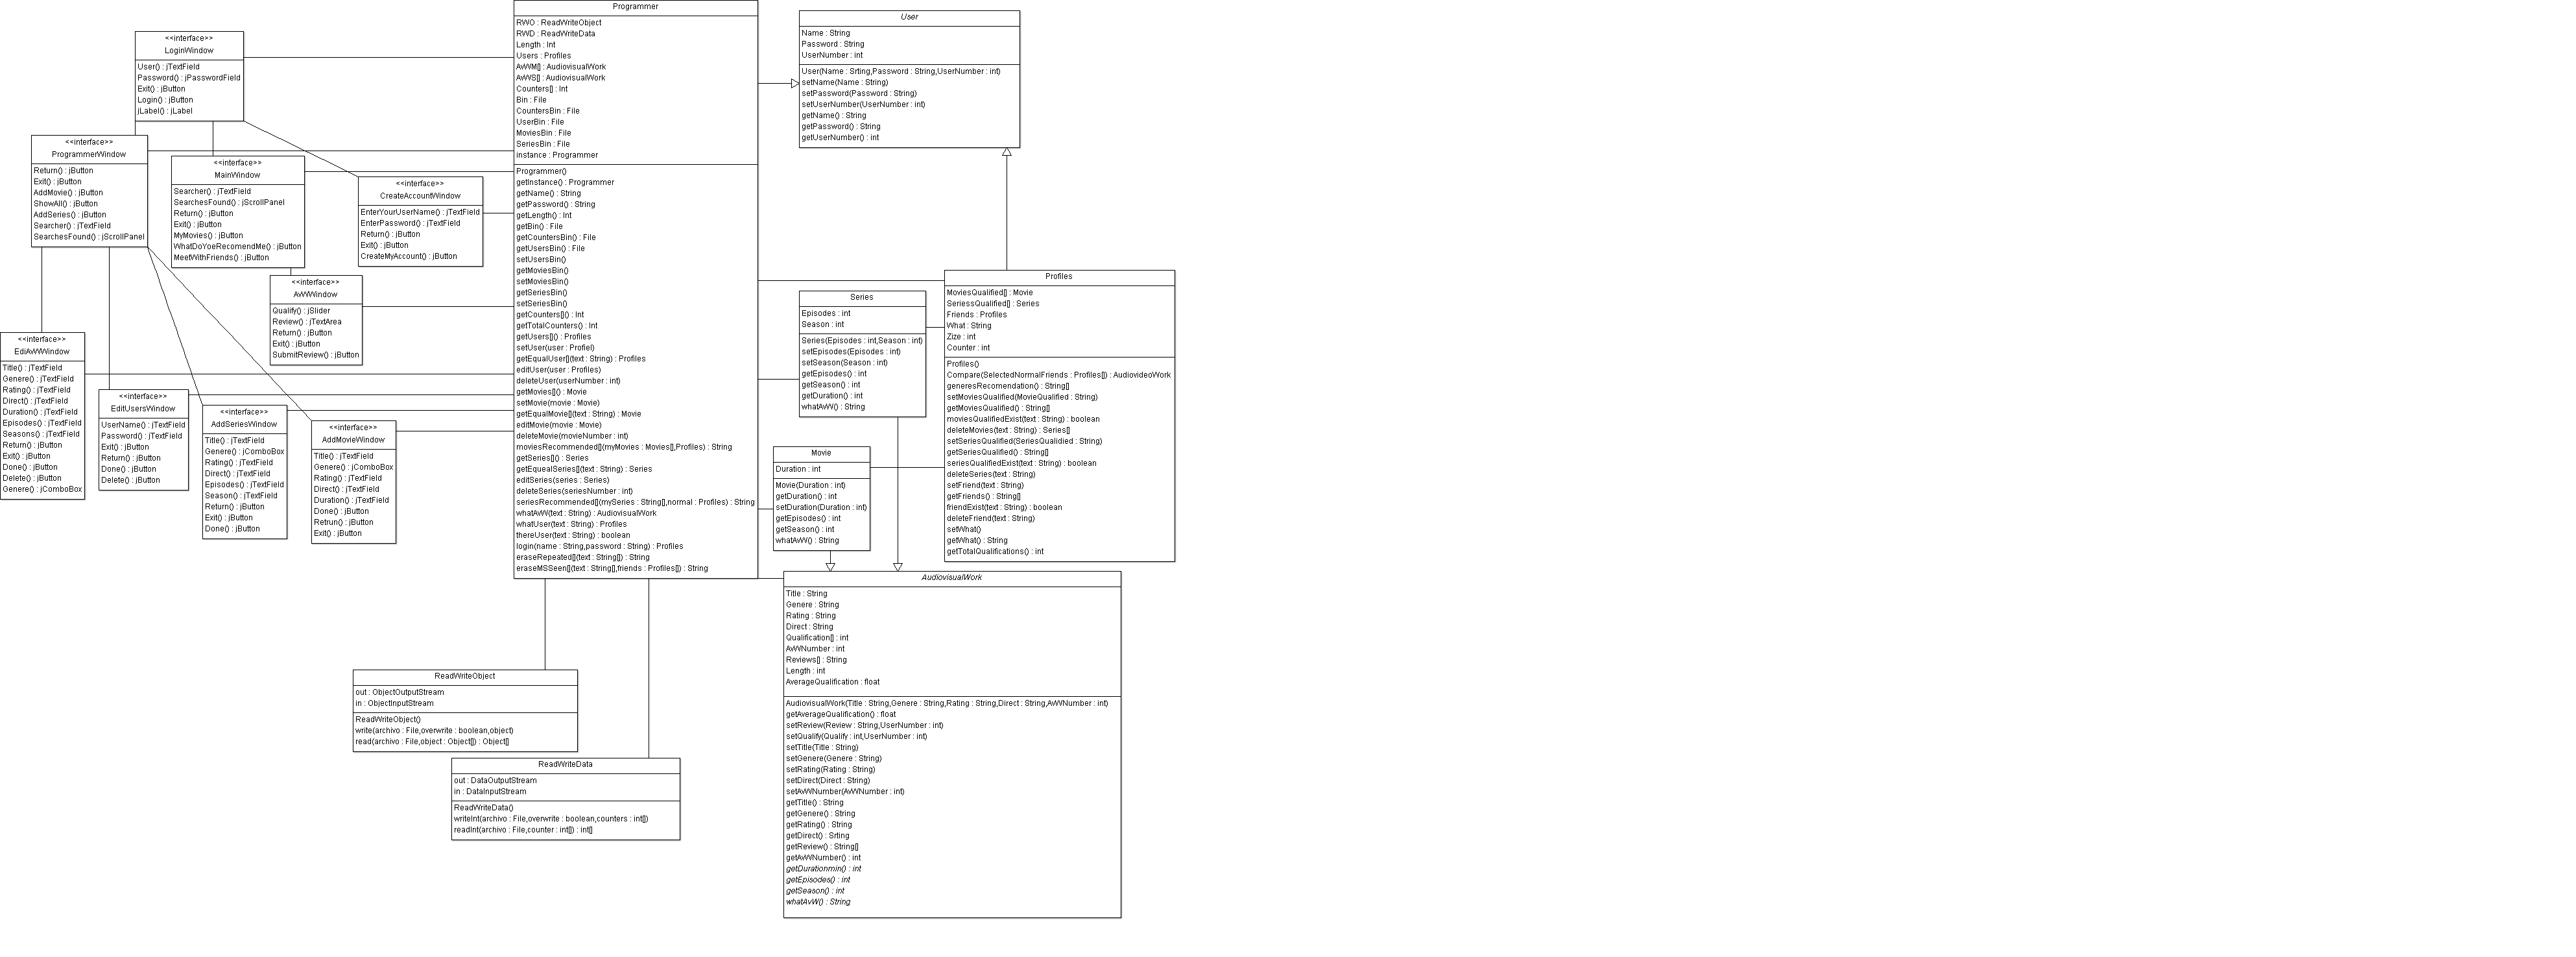 Programmer
RWO : ReadWriteObject
RWD : ReadWriteData
Length : Int
Users : Profiles
AvWM[] : AudiovisualWork
AvWS[] : AudiovisualWork
Counters[] : Int
Bin : File
CountersBin : File
UserBin : File
MoviesBin : File
SeriesBin : File
instance : Programmer
Programmer()
getInstance() : Programmer
getName() : String
getPassword() : String
getLength() : Int
getBin() : File
getCountersBin() : File
getUsersBin() : File
setUsersBin()
getMoviesBin()
setMoviesBin()
getSeriesBin()
setSeriesBin()
getCounters[]() : Int
getTotalCounters() : Int
getUsers[]() : Profiles
setUser(user : Profiel)
getEqualUser[](text : String) : Profiles
editUser(user : Profiles)
deleteUser(userNumber : int)
getMovies[]() : Movie
setMovie(movie : Movie)
getEqualMovie[](text : String) : Movie
editMovie(movie : Movie)
deleteMovie(movieNumber : int)
moviesRecommended[](myMovies : Movies[],Profiles) : String
getSeries[]() : Series
getEquealSeries[](text : String) : Series
editSeries(series : Series)
deleteSeries(seriesNumber : int)
seriesRecommended[](mySeries : String[],normal : Profiles) : String
whatAvW(text : String) : AudiovisualWork
whatUser(text : String) : Profiles
thereUser(text : String) : boolean
login(name : String,password : String) : Profiles
eraseRepeated[](text : String[]) : String
eraseMSSeen[](text : String[],friends : Profiles[]) : String
User
Name : String
Password : String
UserNumber : int
User(Name : Srting,Password : String,UserNumber : int)
setName(Name : String)
setPassword(Password : String)
setUserNumber(UserNumber : int)
getName() : String
getPassword() : String
getUserNumber() : int
<<interface>>
LoginWindow
User() : jTextField
Password() : jPasswordField
Exit() : jButton
Login() : jButton
jLabel() : jLabel
<<interface>>
ProgrammerWindow
Return() : jButton
Exit() : jButton
AddMovie() : jButton
ShowAll() : jButton
AddSeries() : jButton
Searcher() : jTextField
SearchesFound() : jScrollPanel
<<interface>>
MainWindow
Searcher() : jTextField
SearchesFound() : jScrollPanel
Return() : jButton
Exit() : jButton
MyMovies() : jButton
WhatDoYoeRecomendMe() : jButton
MeetWithFriends() : jButton
<<interface>>
CreateAccountWindow
EnterYourUserName() : jTextField
EnterPassword() : jTextField
Return() : jButton
Exit() : jButton
CreateMyAccount() : jButton
<<interface>>
AvWWindow
Qualify() : jSlider
Review() : jTextArea
Return() : jButton
Exit() : jButton
SubmitReview() : jButton
<<interface>>
EdiAvWWindow
Title() : jTextField
Genere() : jTextField
Rating() : jTextField
Direct() : jTextField
Duration() : jTextField
Episodes() : jTextField
Seasons() : jTextField
Return() : jButton
Exit() : jButton
Done() : jButton
Delete() : jButton
Genere() : jComboBox
<<interface>>
EditUsersWindow
UserName() : jTextField
Password() : jTextField
Exit() : jButton
Return() : jButton
Done() : jButton
Delete() : jButton
<<interface>>
AddSeriesWindow
Title() : jTextField
Genere() : jComboBox
Rating() : jTextField
Direct() : jTextField
Episodes() : jTextField
Season() : jTextField
Return() : jButton
Exit() : jButton
Done() : jButton
<<interface>>
AddMovieWindow
Title() : jTextField
Genere() : jComboBox
Rating() : jTextField
Direct() : jTextField
Duration() : jTextField
Done() : jButton
Retrun() : jButton
Exit() : jButton
Profiles
MoviesQualified[] : Movie
SeriessQualified[] : Series
Friends : Profiles
What : String
Zize : int
Counter : int
Profiles()
Compare(SelectedNormalFriends : Profiles[]) : AudiovideoWork
generesRecomendation() : String[]
setMoviesQualified(MovieQualified : String)
getMoviesQualified() : String[]
moviesQualifiedExist(text : String) : boolean
deleteMovies(text : String) : Series[]
setSeriesQualified(SeriesQualidied : String)
getSeriesQualified() : String[]
seriesQualifiedExist(text : String) : boolean
deleteSeries(text : String)
setFriend(text : String)
getFriends() : String[]
friendExist(text : String) : boolean
deleteFriend(text : String)
setWhat()
getWhat() : String
getTotalQualifications() : int
Series
Episodes : int
Season : int
Series(Episodes : int,Season : int)
setEpisodes(Episodes : int)
setSeason(Season : int)
getEpisodes() : int
getSeason() : int
getDuration() : int
whatAvW() : String
Movie
Duration : int
Movie(Duration : int)
getDuration() : int
setDuration(Duration : int)
getEpisodes() : int
getSeason() : int
whatAvW() : String
AudiovisualWork
Title : String
Genere : String
Rating : String
Direct : String
Qualification[] : int
AvWNumber : int
Reviews[] : String
Length : int
AverageQualification : float
AudiovisualWork(Title : String,Genere : String,Rating : String,Direct : String,AvWNumber : int)
getAverageQualification() : float
setReview(Review : String,UserNumber : int)
setQualify(Qualify : int,UserNumber : int)
setTitle(Title : String)
setGenere(Genere : String)
setRating(Rating : String)
setDirect(Direct : String)
setAvWNumber(AvWNumber : int)
getTitle() : String
getGenere() : String
getRating() : String
getDirect() : Srting
getReview() : String[]
getAvWNumber() : int
getDurationmin() : int
getEpisodes() : int
getSeason() : int
whatAvW() : String
ReadWriteObject
out : ObjectOutputStream
in : ObjectInputStream
ReadWriteObject()
write(archivo : File,overwrite : boolean,object)
read(archivo : File,object : Object[]) : Object[]
ReadWriteData
out : DataOutputStream
in : DataInputStream
ReadWriteData()
writeInt(archivo : File,overwrite : boolean,counters : int[])
readInt(archivo : File,counter : int[]) : int[]